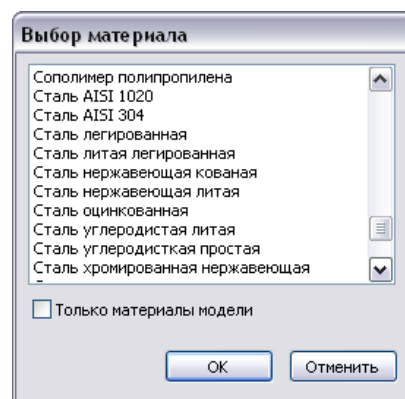 Выбор материала
Сополимер полипропилена
Сталь AISI 1020
Сталь AISI 304
Сталь легированная
Сталь литая легированная
Сталь нержавеющая кованая
Сталь нержавеющая литая
Сталь оцинкованная
Сталь углеродистая литая
Сталь углеродисткая простая
Сталь хромированная нержавеющая
Только материалы модели
ОК
Отменить